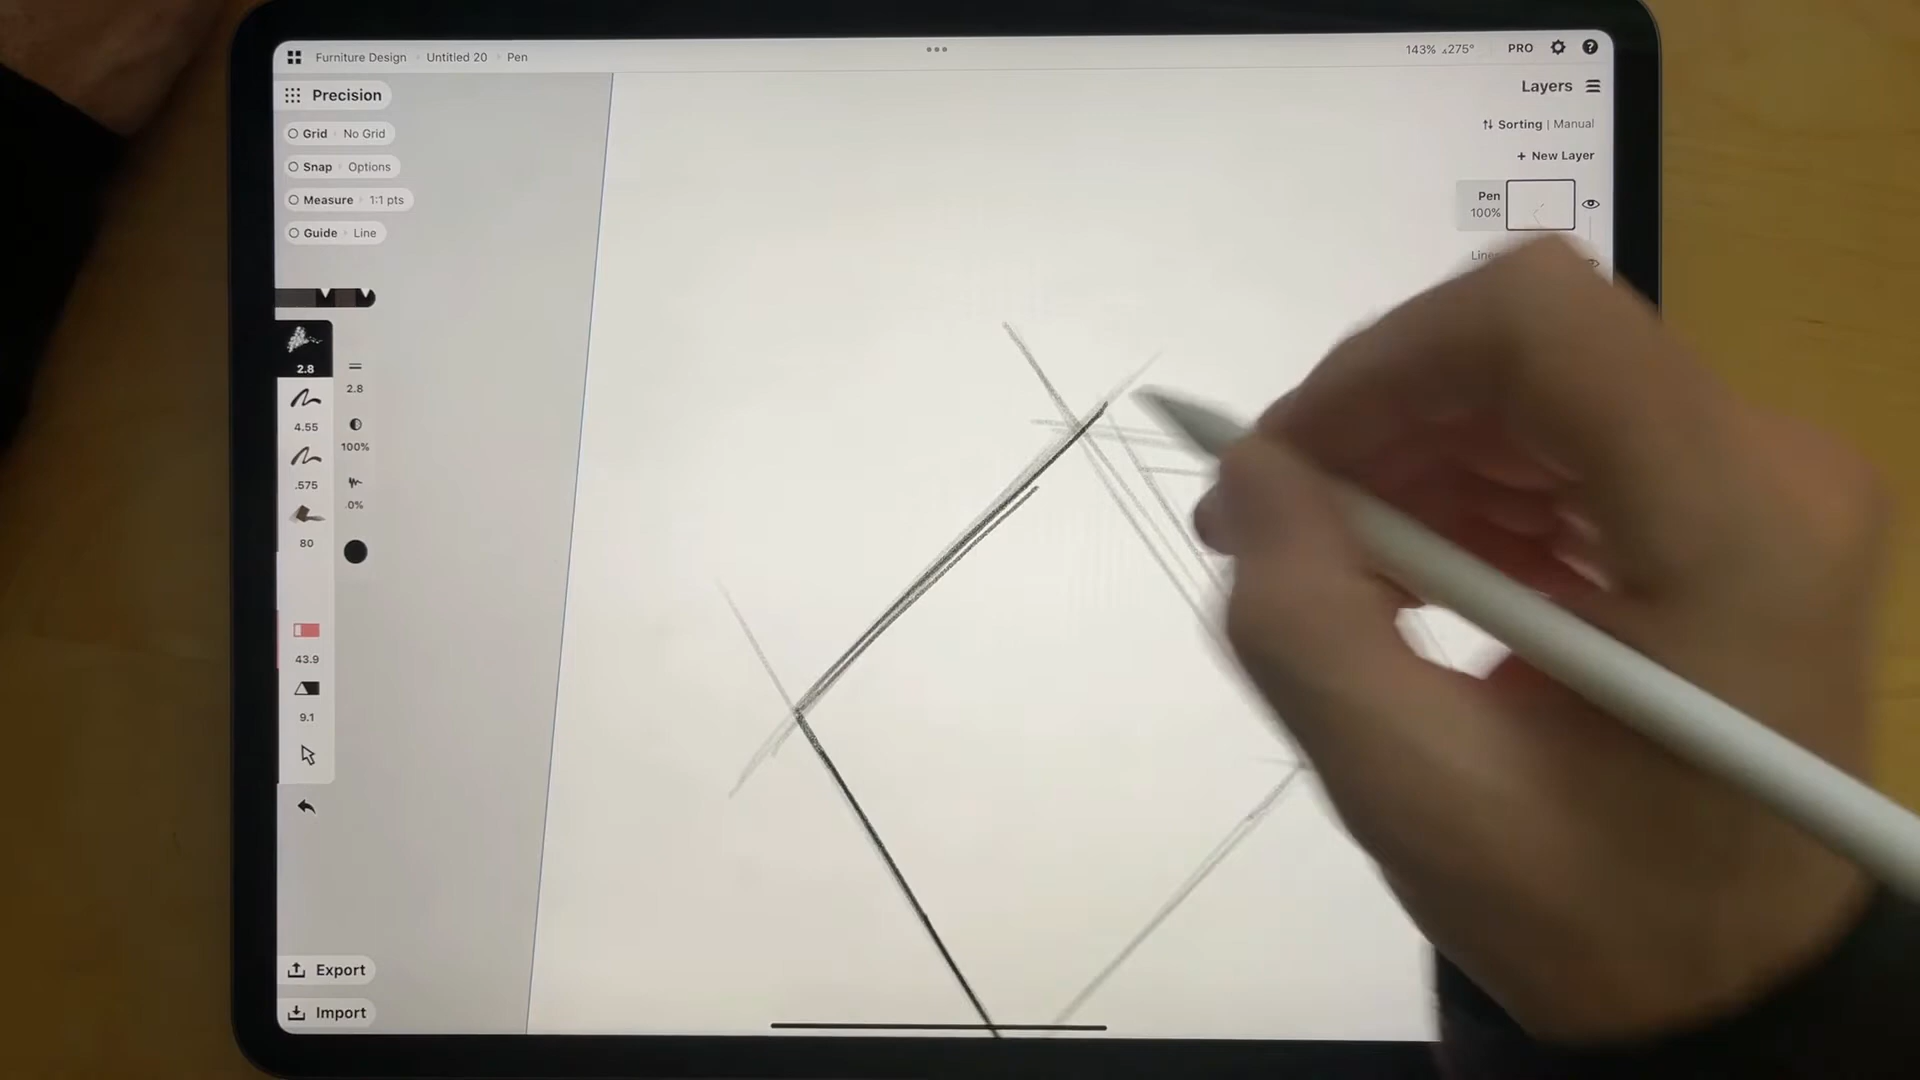 Furniture Design Untitled 20 Pen
143% 275° PRO
Precision
Layers
Grid No Grid
Sorting | Manual
Snap Options
+ New Layer
Measure 1:1 pts
Pen
100%
Guide Line
2.8
2.8
4.55
100%
.575
0%
80
43.9
9.1
Export
Import